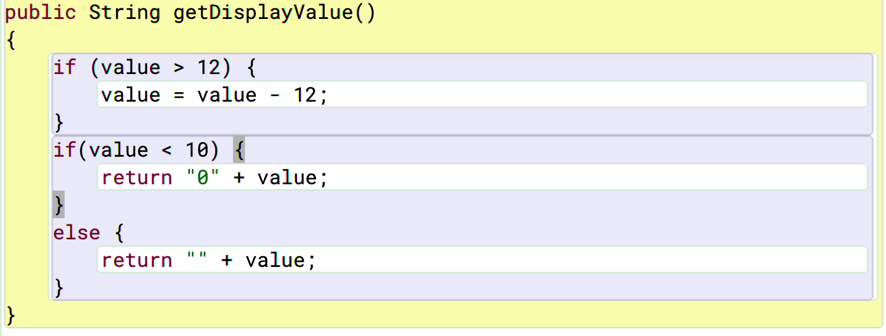 public String getDisplayValue()
{
if (value > 12) {
value = value - 12;
}
if(value < 10) {
return "0" + value;
}
else {
return "" + value;
}
}